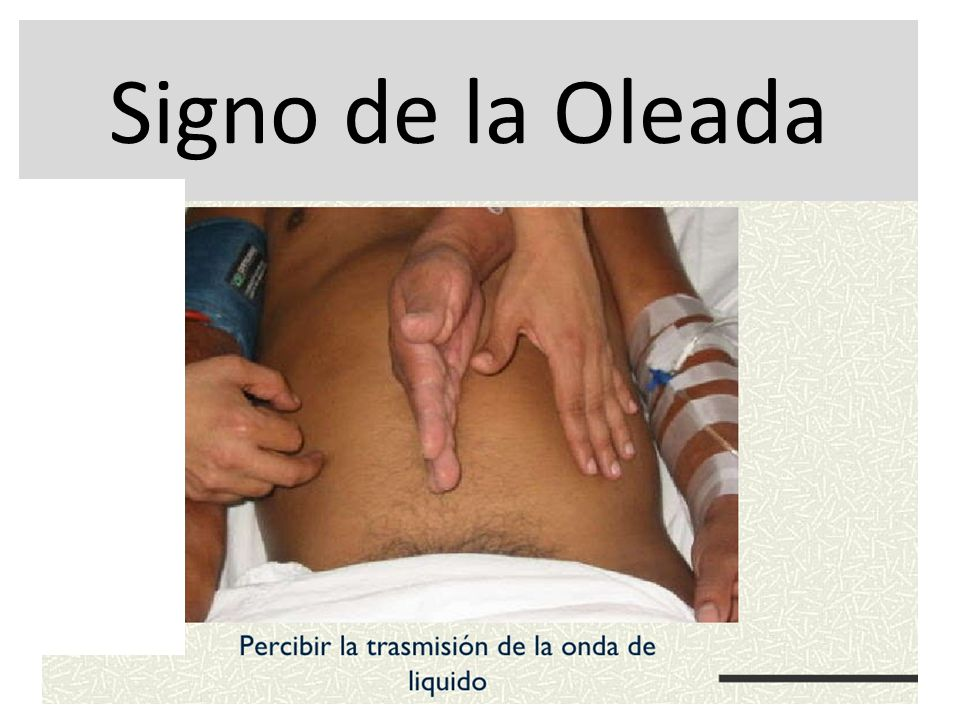 Signo de la Oleada
Percibir la trasmisión de la onda de
liquido